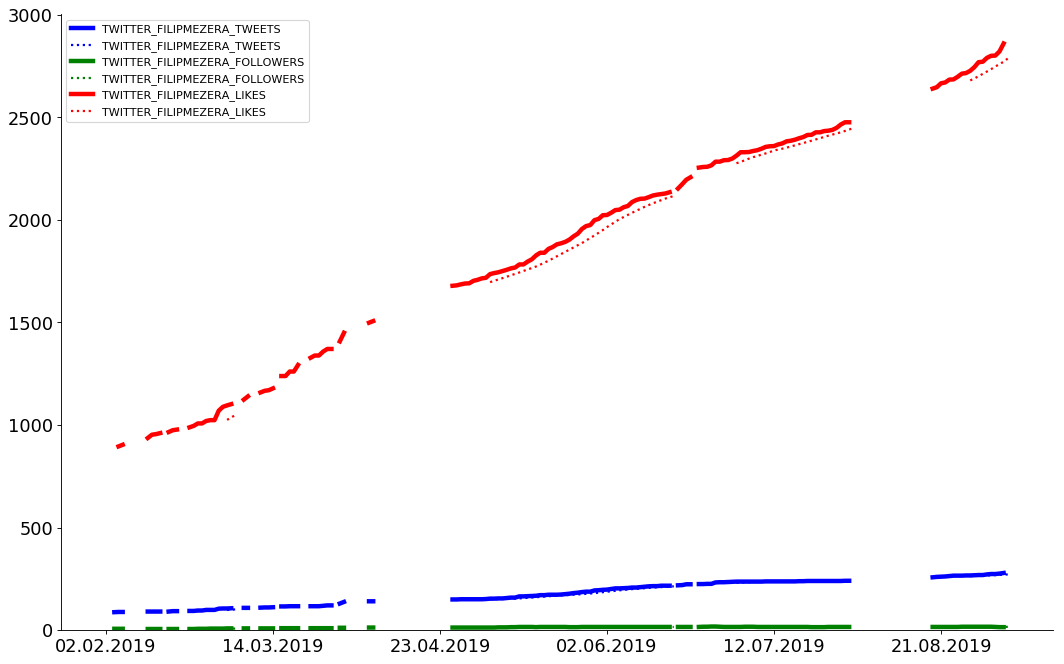 3000
2500
2000
1500
1000
500
0
TWITTER_FILIPMEZERA_TWEETS
TWITTER_FILIPMEZERA_TWEETS
TWITTER_FILIPMEZERA_FOLLOWERS
TWITTER_FILIPMEZERA_FOLLOWERS
TWITTER_FILIPMEZERA_LIKES
TWITTER_FILIPMEZERA_LIKES
02.02.2019 14.03.2019 23.04.2019 02.06.2019 12.07.2019 21.08.2019